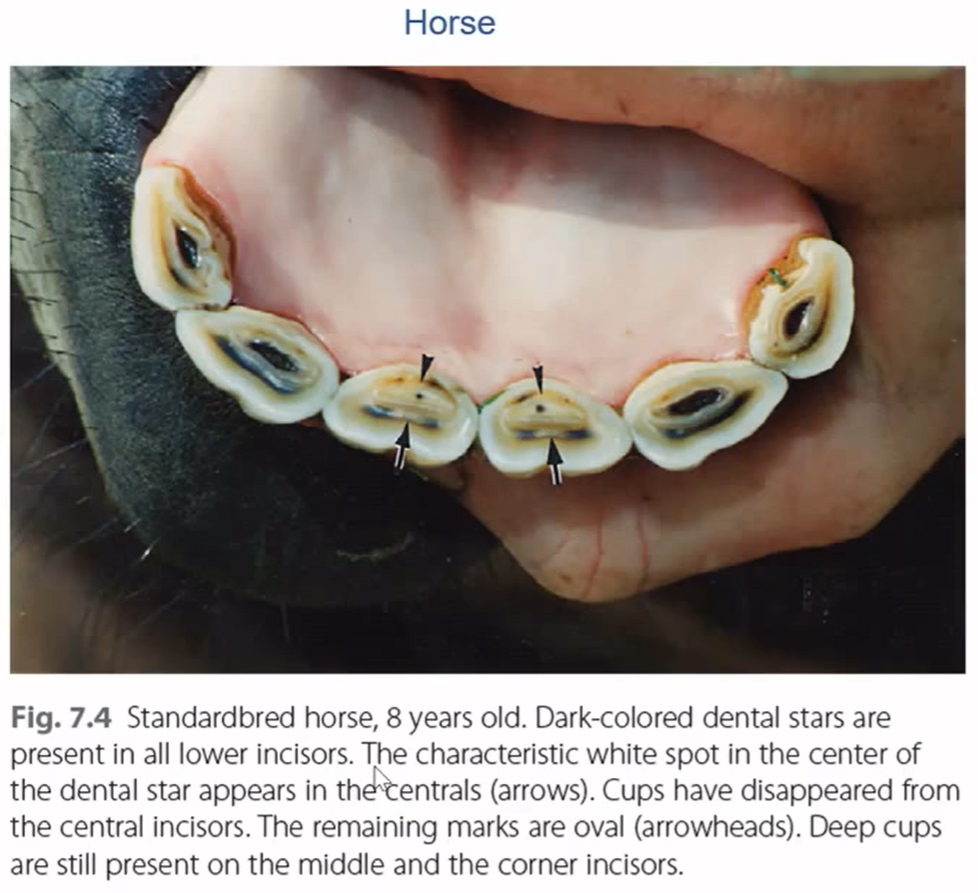 Horse
Fig. 7.4 Standardbred horse, 8 years old. Dark-colored dental stars are
present in all lower incisors. The characteristic white spot in the center of
the dental star appears in the centrals (arrows). Cups have disappeared from
the central incisors. The remaining marks are oval (arrowheads). Deep cups
are still present on the middle and the corner incisors.